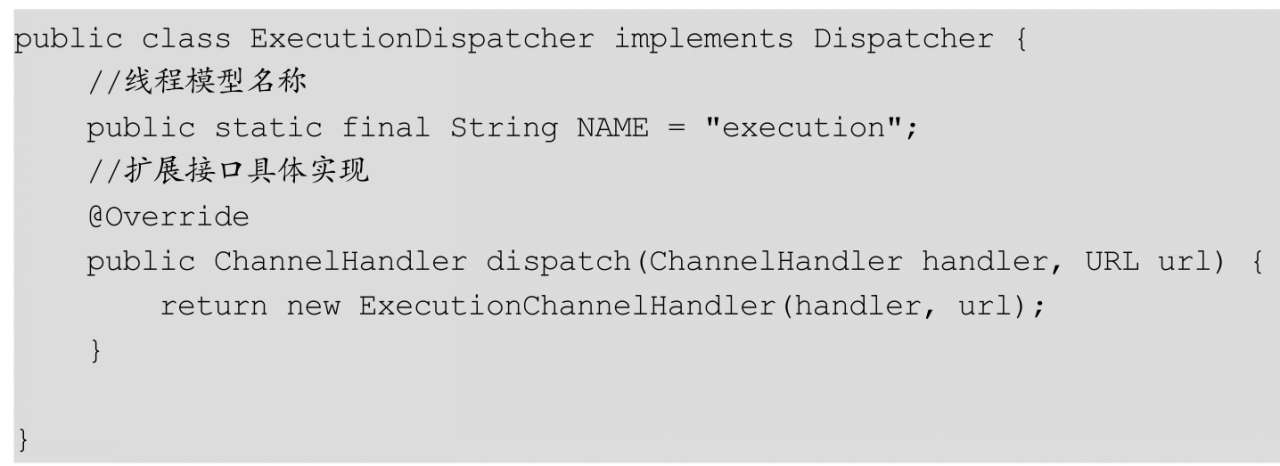 public class ExecutionDispatcher implements Dispatcher {
    //线程模型名称
    public static final String NAME = "execution";
    //扩展接口具体实现
    @Override
    public ChannelHandler dispatch(ChannelHandler handler, URL url) {
        return new ExecutionChannelHandler(handler, url);
    }
}